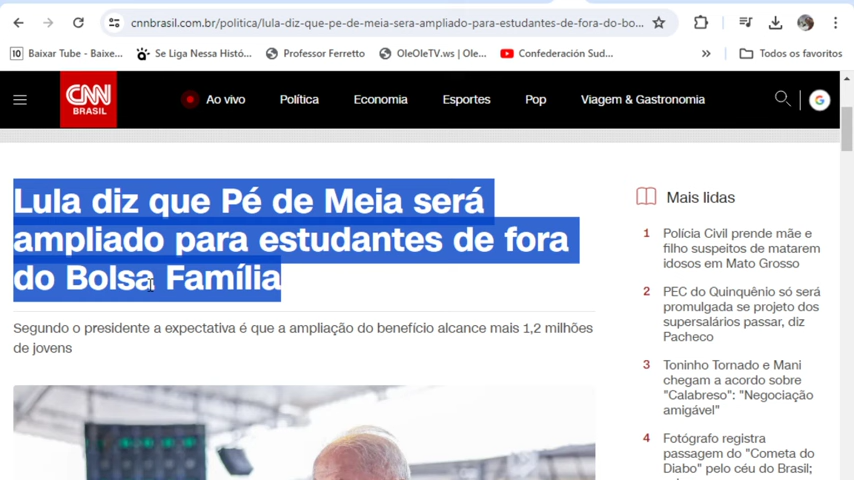 cnnbrasil.com.br/politica/lula-diz-que-pe-de-meia-sera-ampliado-para-estudantes-de-fora-do-bo...
10 Baixar Tube - Baixe...
Se Liga Nessa Histó...
Professor Ferretto
OleOleTV.ws | Ole...
Confederación Sud...
»
Todos os favoritos
CNN
BRASIL
Ao vivo
Política
Economia
Esportes
Pop
Viagem & Gastronomia
G
Lula diz que Pé de Meia será
ampliado para estudantes de fora
do Bolsa Família
Segundo o presidente a expectativa é que a ampliação do benefício alcance mais 1,2 milhões
de jovens
Mais lidas
1 Polícia Civil prende mãe e
filho suspeitos de matarem
idosos em Mato Grosso
2 PEC do Quinquênio só será
promulgada se projeto dos
supersalários passar, diz
Pacheco
3 Toninho Tornado e Mani
chegam a acordo sobre
"Calabreso": "Negociação
amigável"
4 Fotógrafo registra
passagem do "Cometa do
Diabo" pelo céu do Brasil;